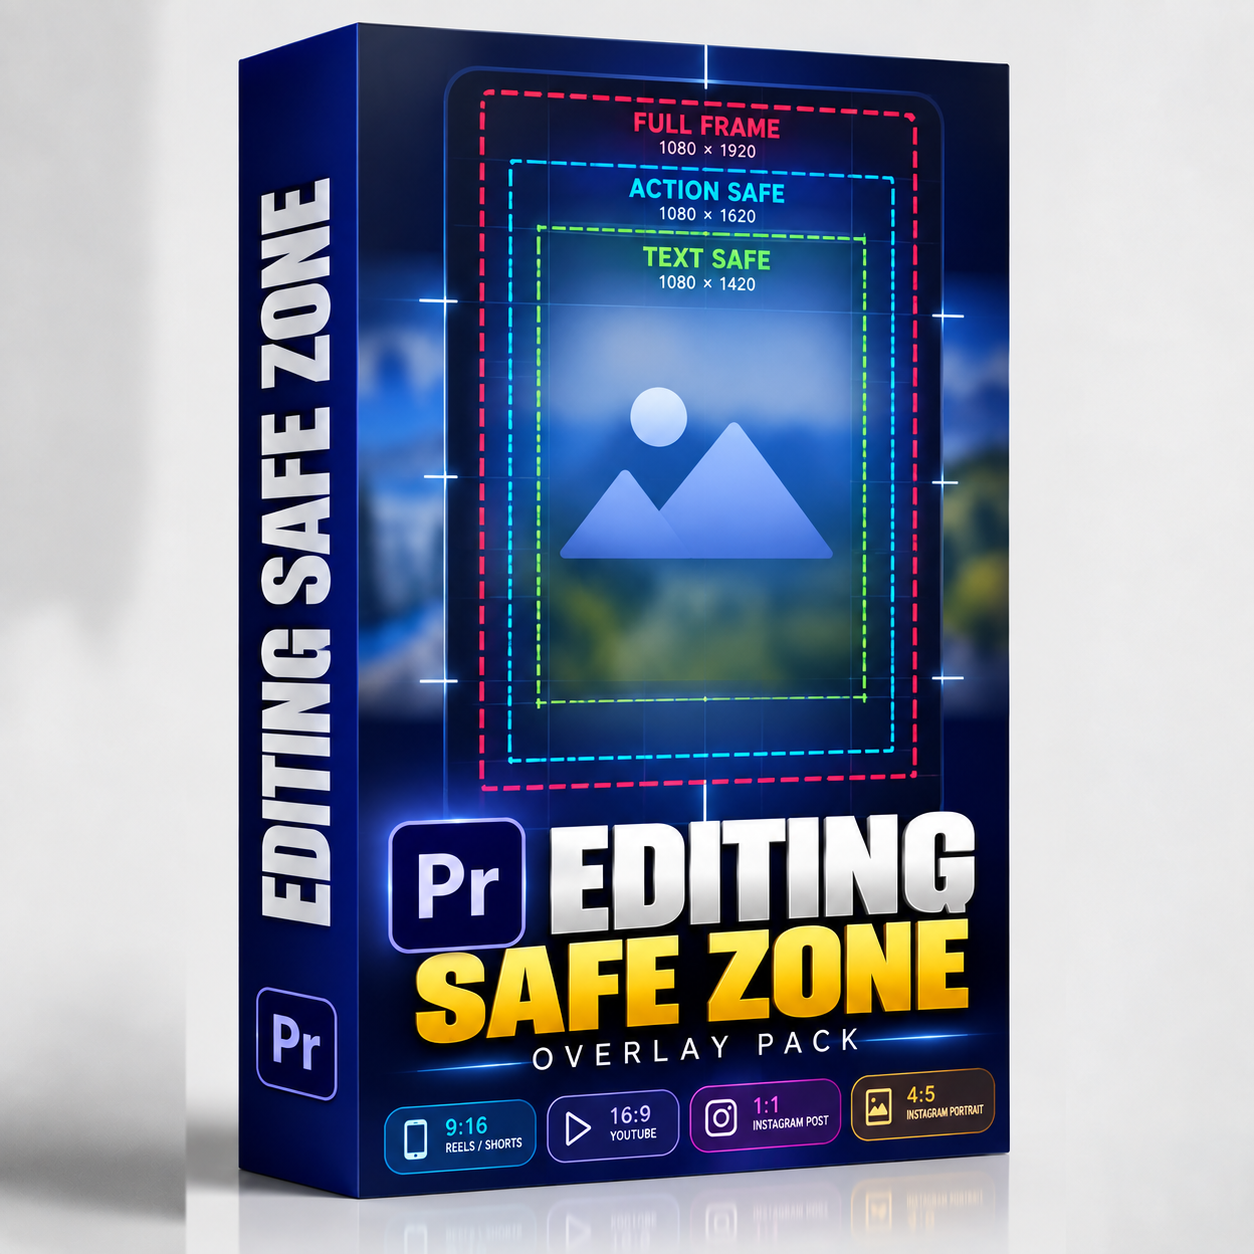 EDITING SAFE ZONE
Pr
FULL FRAME
1080 × 1920
ACTION SAFE
1080 × 1620
TEXT SAFE
1080 × 1420
Pr
EDITING
SAFE ZONE
OVERLAY PACK
9:16
REELS / SHORTS
16:9
YOUTUBE
1:1
INSTAGRAM POST
4:5
INSTAGRAM PORTRAIT